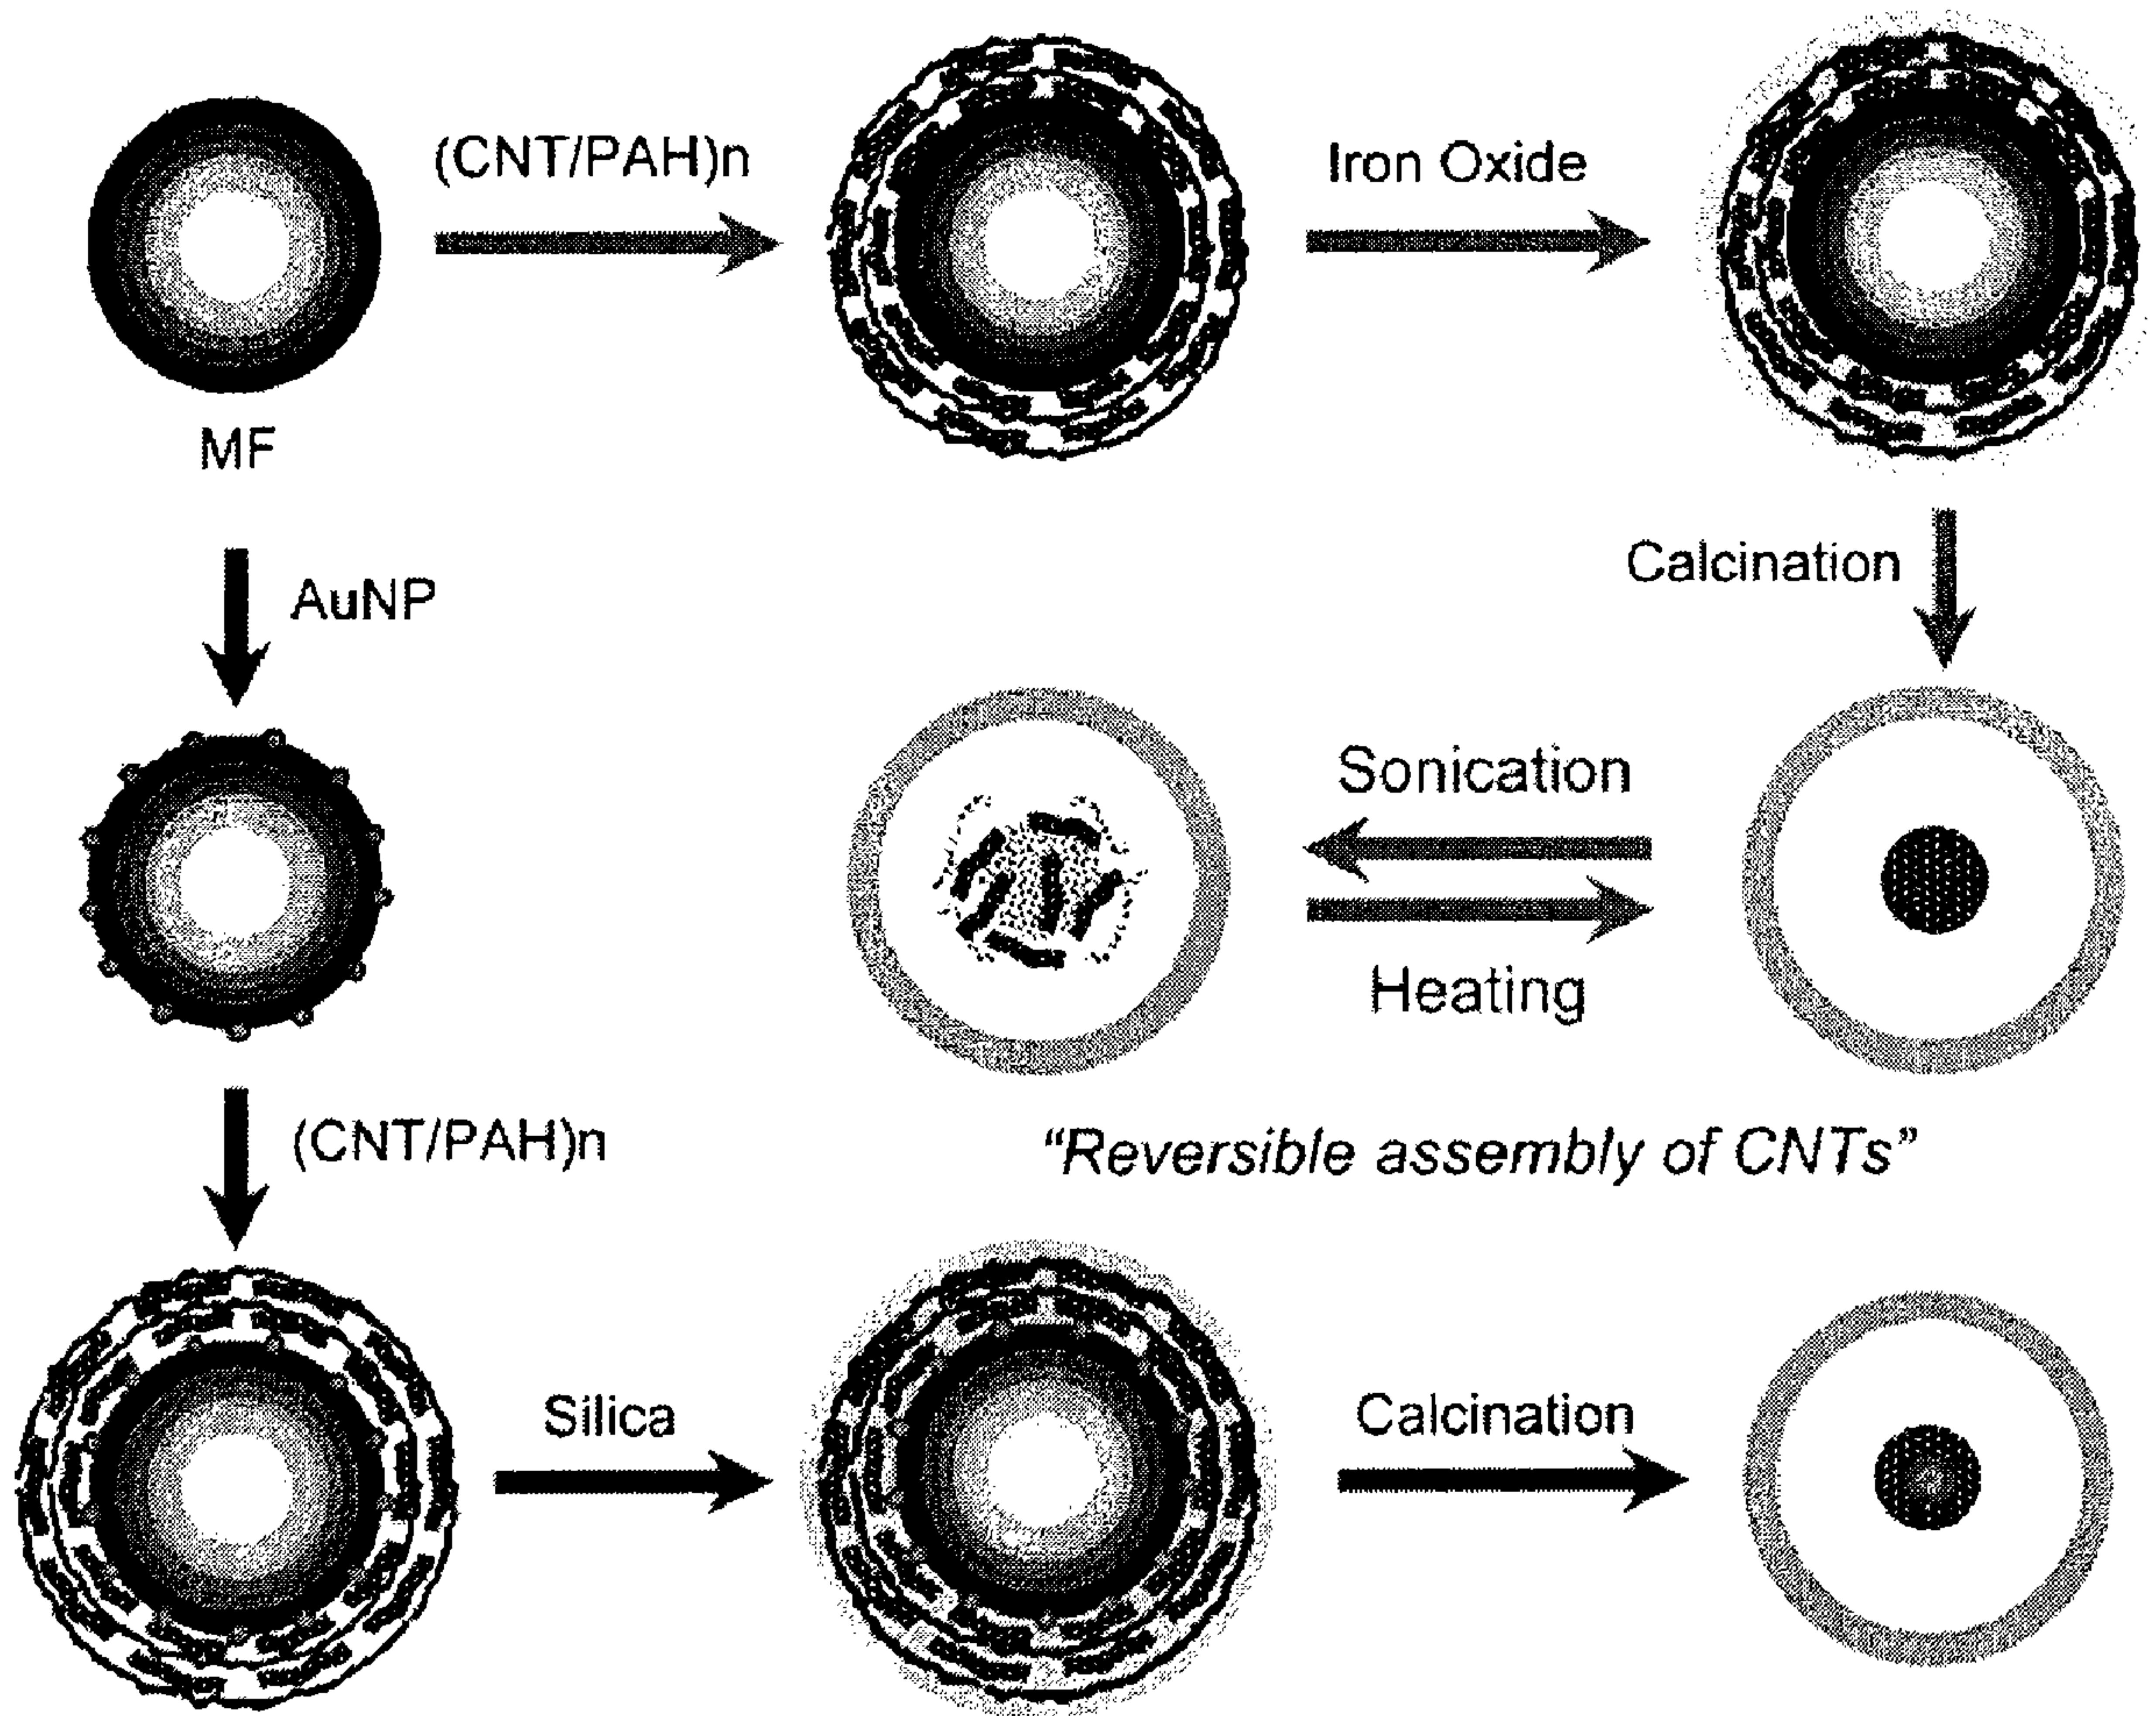 (CNT/PAH)n
Iron Oxide
MF
Calcination
AuNP
Sonication
Heating
(CNT/PAH)n
“Reversible assembly of CNTs”
Silica
Calcination